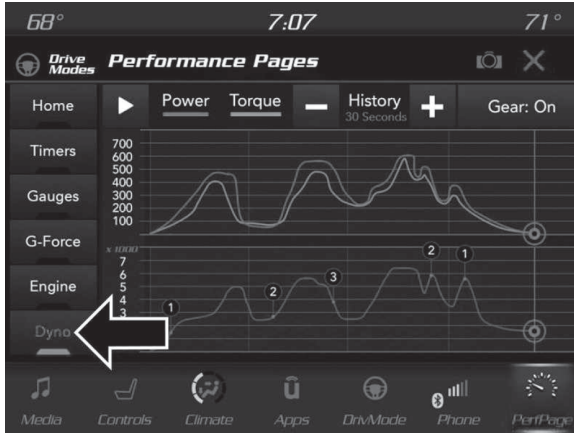 68° 7:07 71°
Drive Modes Performance Pages
Home Power Torque History 30 Seconds Gear: On
Timers
Gauges
G-Force
Engine
Dyno
700
600
500
400
300
200
100
x 1000
7
6
5
4
3
1 2 3 2 1
Media Controls Climate Apps DrivMode Phone PerfPage